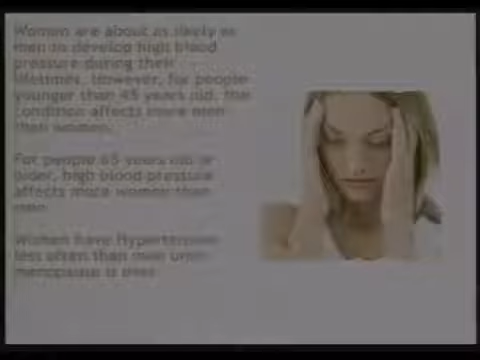 Women are about as likely as
men to develop high blood
pressure during their
lifetimes. However, for people
younger than 45 years old, the
condition affects more men
than women.
For people 65 years old or
older, high blood pressure
affects more women than
men.
Women have Hypertension
less often than men until
menopause is over